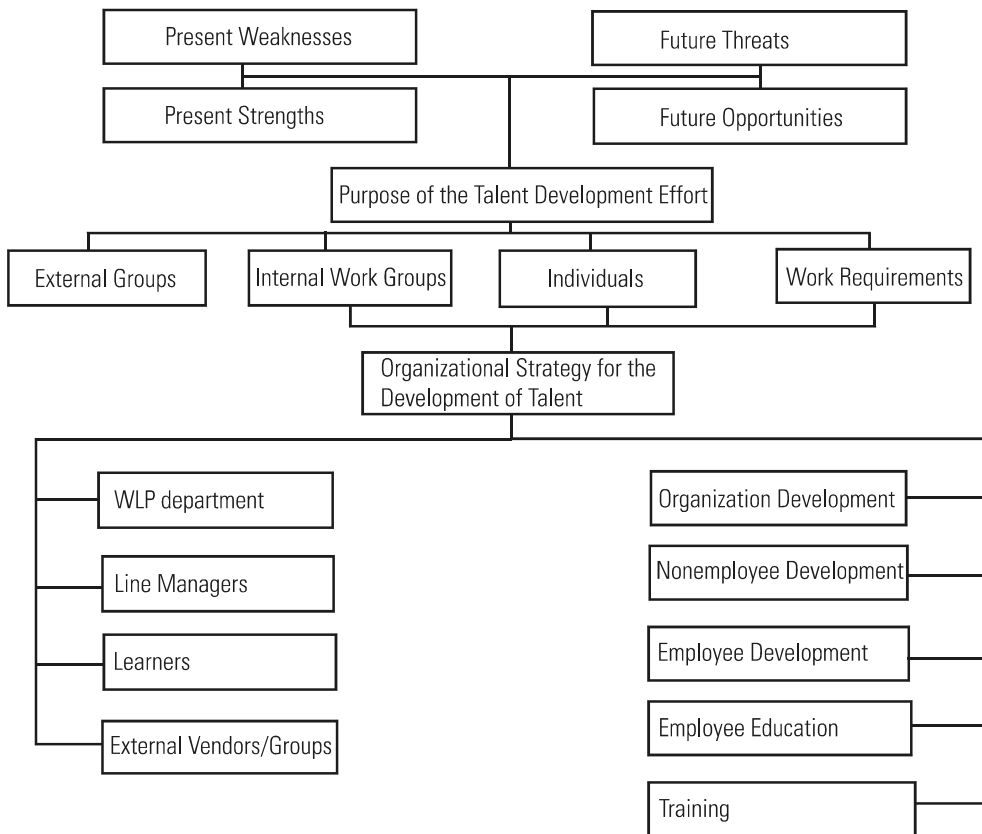 Present Weaknesses
Future Threats
Present Strengths
Future Opportunities
Purpose of the Talent Development Effort
External Groups
Internal Work Groups
Individuals
Work Requirements
Organizational Strategy for the
Development of Talent
WLP department
Line Managers
Learners
External Vendors/Groups
Organization Development
Nonemployee Development
Employee Development
Employee Education
Training